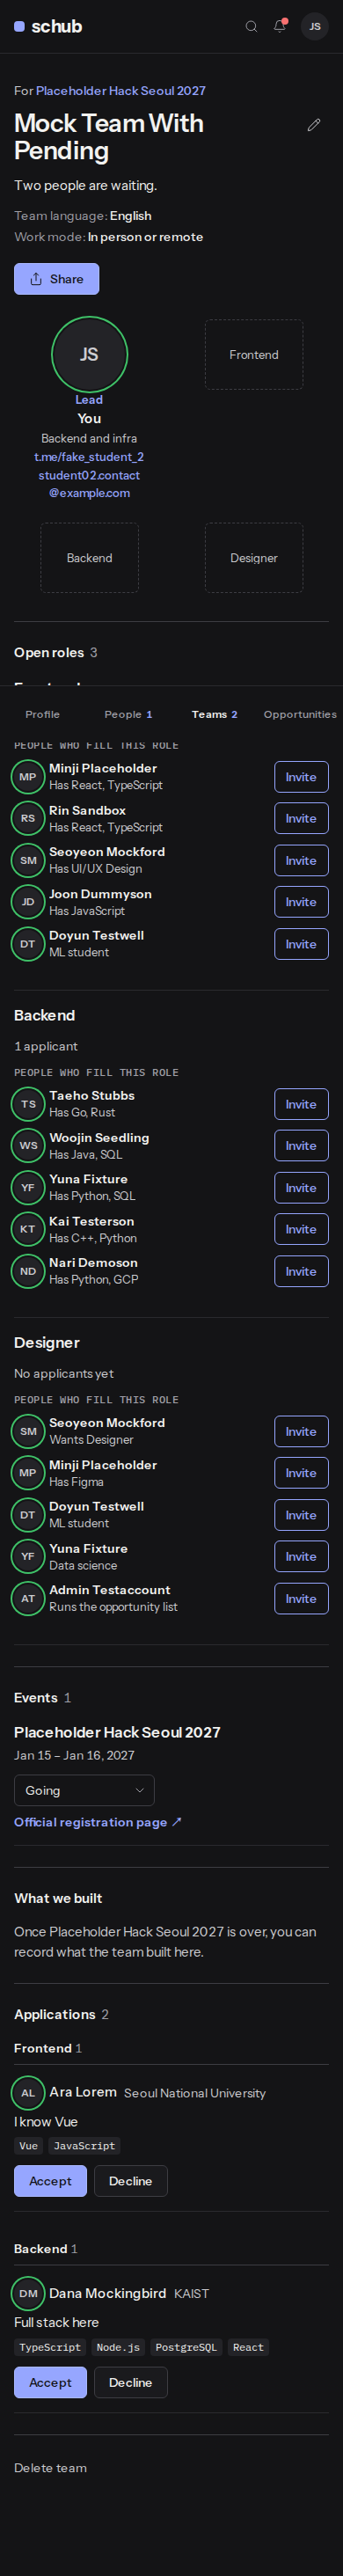 schub
JS
For Placeholder Hack Seoul 2027
Mock Team With
Pending
Two people are waiting.
Team language: English
Work mode: In person or remote
Share
JS
Lead
You
Backend and infra
t.me/fake_student_2
student02.contact
@example.com
Frontend
Backend
Designer
Open roles 3
Profile
People 1
Teams 2
Opportunities
PEOPLE WHO FILL THIS ROLE
MP
Minji Placeholder
Has React, TypeScript
Invite
RS
Rin Sandbox
Has React, TypeScript
Invite
SM
Seoyeon Mockford
Has UI/UX Design
Invite
JD
Joon Dummyson
Has JavaScript
Invite
DT
Doyun Testwell
ML student
Invite
Backend
1 applicant
PEOPLE WHO FILL THIS ROLE
TS
Taeho Stubbs
Has Go, Rust
Invite
WS
Woojin Seedling
Has Java, SQL
Invite
YF
Yuna Fixture
Has Python, SQL
Invite
KT
Kai Testerson
Has C++, Python
Invite
ND
Nari Demoson
Has Python, GCP
Invite
Designer
No applicants yet
PEOPLE WHO FILL THIS ROLE
SM
Seoyeon Mockford
Wants Designer
Invite
MP
Minji Placeholder
Has Figma
Invite
DT
Doyun Testwell
ML student
Invite
YF
Yuna Fixture
Data science
Invite
AT
Admin Testaccount
Runs the opportunity list
Invite
Events 1
Placeholder Hack Seoul 2027
Jan 15 – Jan 16, 2027
Going
Official registration page ↗
What we built
Once Placeholder Hack Seoul 2027 is over, you can
record what the team built here.
Applications 2
Frontend 1
AL
Ara Lorem Seoul National University
I know Vue
Vue JavaScript
Accept
Decline
Backend 1
DM
Dana Mockingbird KAIST
Full stack here
TypeScript Node.js PostgreSQL React
Accept
Decline
Delete team